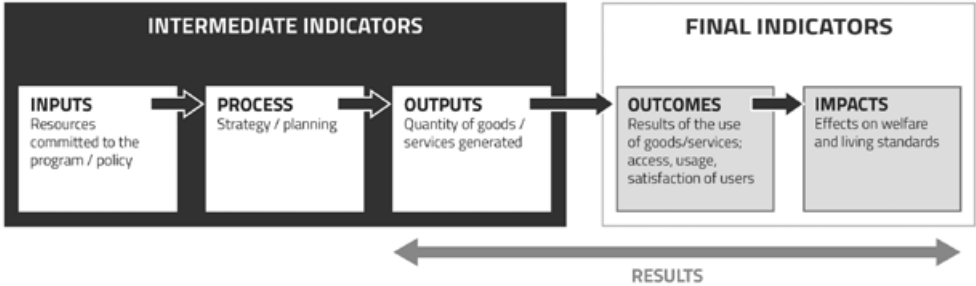 INTERMEDIATE INDICATORS
FINAL INDICATORS
INPUTS
Resources
committed to the
program / policy
PROCESS
Strategy / planning
OUTPUTS
Quantity of goods /
services generated
OUTCOMES
Results of the use
of goods/services;
access, usage,
satisfaction of users
IMPACTS
Effects on welfare
and living standards
RESULTS